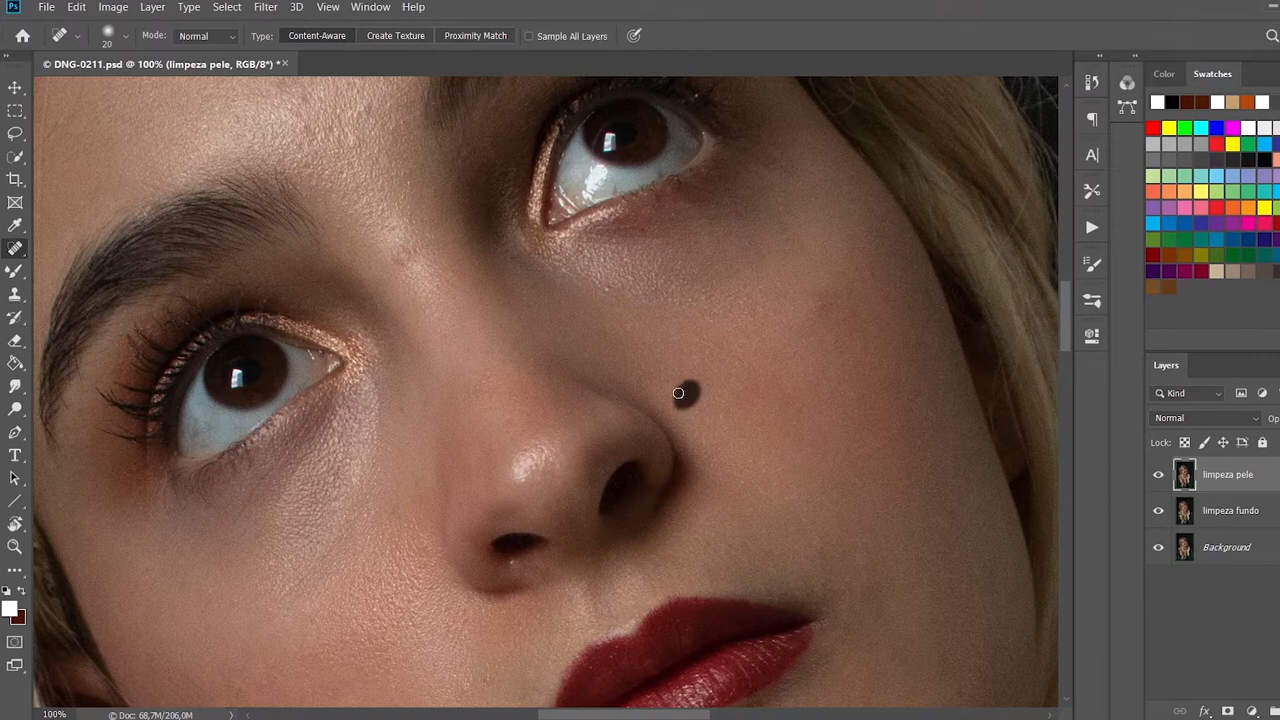 Ps File Edit Image Layer Type Select Filter 3D View Window Help
20 Mode: Normal Type: Content-Aware Create Texture Proximity Match Sample All Layers
© DNG-0211.psd @ 100% (limpeza pele, RGB/8*) *
Color Swatches
Layers
Kind
Normal
Lock:
limpeza pele
limpeza fundo
Background
fx
100% Doc: 68,7M/206,0M